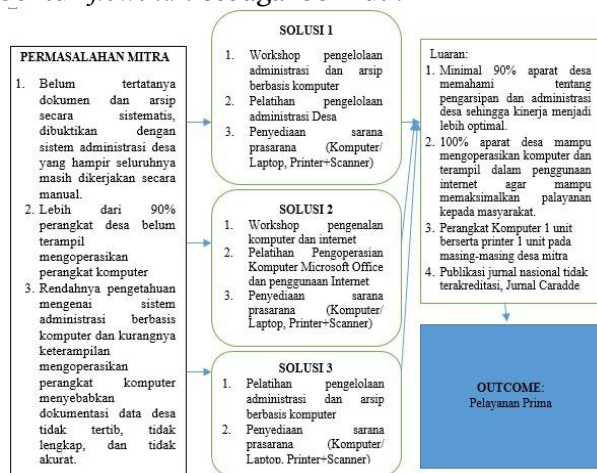 PERMASALAHAN MITRA
1. Belum tertatanya
dokumen dan arsip
secara sistematis,
dibuktikan dengan
sistem administrasi desa
yang hampir seluruhnya
masih dikerjakan secara
manual.
2. Lebih dari 90%
perangkat desa belum
terampil
mengoperasikan
perangkat komputer
3. Rendahnya pengetahuan
mengenai sistem
administrasi berbasis
komputer dan kurangnya
keterampilan
mengoperasikan
perangkat komputer
menyebabkan
dokumentasi data desa
tidak tertib, tidak
lengkap, dan tidak
akurat.
SOLUSI 1
1. Workshop pengelolaan
administrasi dan arsip
berbasis komputer
2. Pelatihan pengelolaan
administrasi Desa
3. Penyediaan sarana
prasarana (Komputer/
Laptop, Printer+Scanner)
SOLUSI 2
1. Workshop pengenalan
komputer dan internet
2. Pelatihan Pengoperasian
Komputer Microsoft Office
dan penggunaan Internet
3. Penyediaan sarana
prasarana (Komputer/
Laptop, Printer+Scanner)
SOLUSI 3
1. Pelatihan pengelolaan
administrasi dan arsip
berbasis komputer
2. Penyediaan sarana
prasarana (Komputer/
Laptop, Printer+Scanner)
Luaran:
1. Minimal 90% aparat desa
memahami tentang
pengarsipan dan administrasi
desa sehingga kinerja menjadi
lebih optimal.
2. 100% aparat desa mampu
mengoperasikan komputer dan
terampil dalam penggunaan
internet agar mampu
memaksimalkan palayanan
kepada masyarakat.
3. Perangkat Komputer 1 unit
berserta printer 1 unit pada
masing-masing desa mitra
4. Publikasi jurnal nasional tidak
terakreditasi, Jurnal Caradde
OUTCOME:
Pelayanan Prima